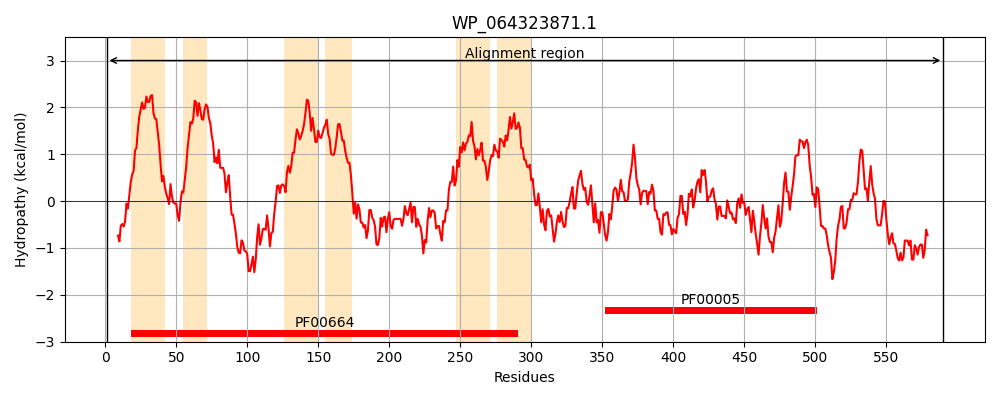 WP_064323871.1
Alignment region
Hydropathy (kcal/mol)
3
2
1
0
−1
−2
−3
PF00005
PF00664
0 50 100 150 200 250 300 350 400 450 500 550
Residues